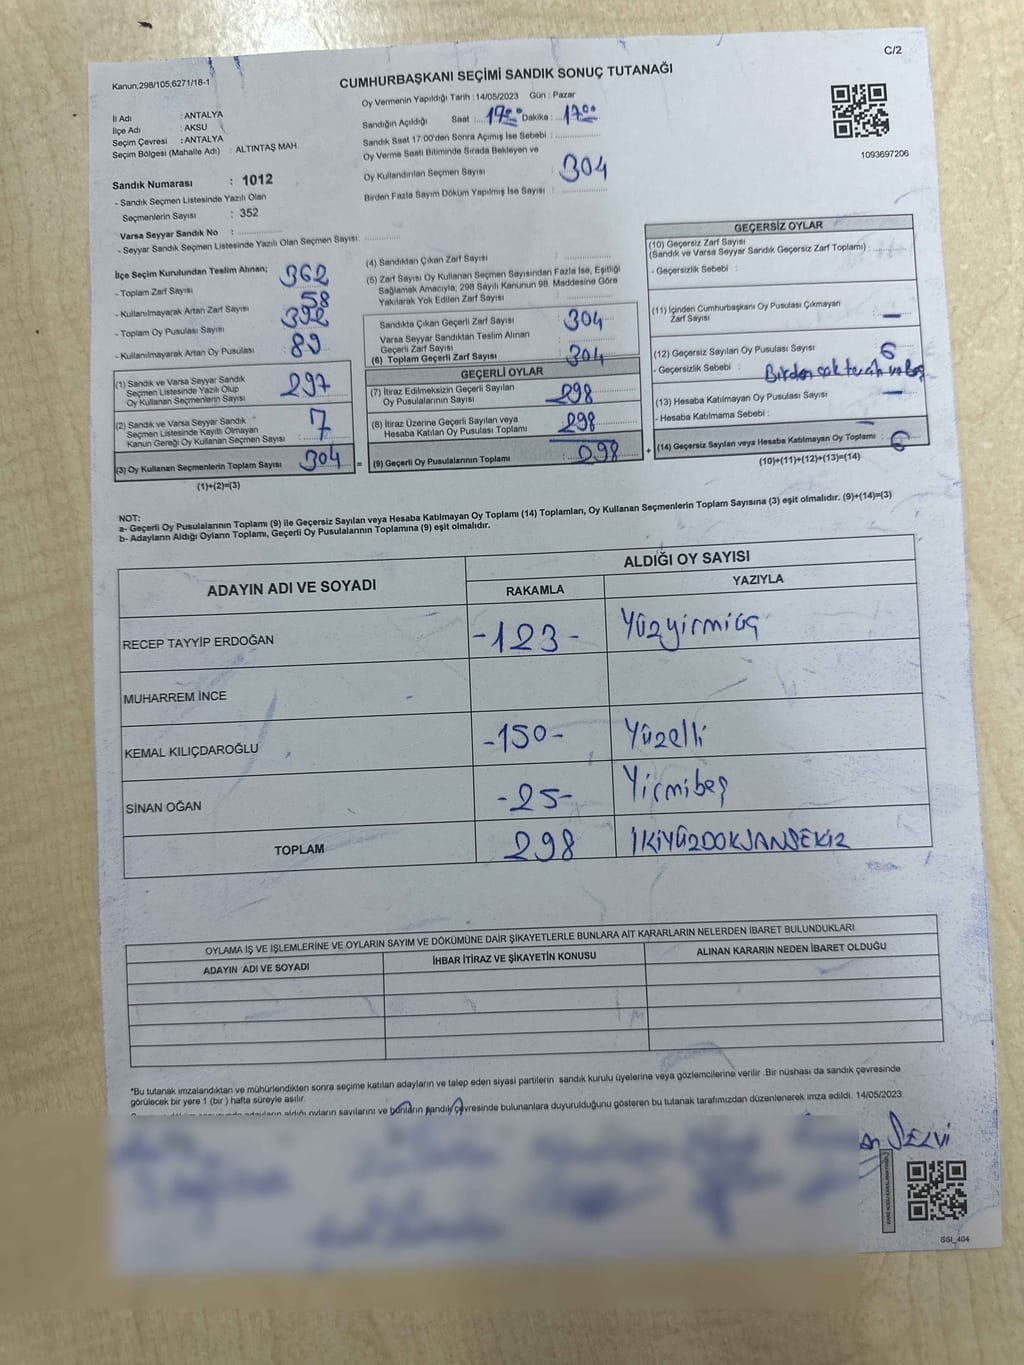 C/2
Kanun;298/105;6271/18-1
CUMHURBAŞKANI SEÇİMİ SANDIK SONUÇ TUTANAĞI
Oy Vermenin Yapıldığı Tarih : 14/05/2023 Gün : Pazar
İl Adı : ANTALYA
İlçe Adı : AKSU
Seçim Çevresi : ANTALYA
Seçim Bölgesi (Mahalle Adı) : ALTINTAŞ MAH.
Sandığın Açıldığı Saat : 17:00 Dakika : 17:00
Sandık Saat 17:00'den Sonra Açımış İse Sebebi :
Oy Verme Saati Bitiminde Sırada Bekleyen ve
Oy Kullandırılan Seçmen Sayısı : 304
Birden Fazla Sayım Döküm Yapılmış İse Sayısı :
1093697206
Sandık Numarası : 1012
- Sandık Seçmen Listesinde Yazılı Olan
Seçmenlerin Sayısı : 352
Varsa Seyyar Sandık No :
- Seyyar Sandık Seçmen Listesinde Yazılı Olan Seçmen Sayısı:
İlçe Seçim Kurulundan Teslim Alınan;
- Toplam Zarf Sayısı : 362
- Kullanılmayarak Artan Zarf Sayısı : 58
- Toplam Oy Pusulası Sayısı : 392
- Kullanılmayarak Artan Oy Pusulası : 89
(1) Sandık ve Varsa Seyyar Sandık
Seçmen Listesinde Yazılı Olup
Oy Kullanan Seçmenlerin Sayısı : 297
(2) Sandık ve Varsa Seyyar Sandık
Seçmen Listesinde Kayıtlı Olmayan
Kanun Gereği Oy Kullanan Seçmen Sayısı : 7
(3) Oy Kullanan Seçmenlerin Toplam Sayısı 304 =
(1)+(2)=(3)
(4) Sandıktan Çıkan Zarf Sayısı :
(5) Zarf Sayısı Oy Kullanan Seçmen Sayısından Fazla İse, Eşitliği
Sağlamak Amacıyla; 298 Sayılı Kanunun 98. Maddesine Göre
Yakılarak Yok Edilen Zarf Sayısı :
Sandıkta Çıkan Geçerli Zarf Sayısı : 304
Varsa Seyyar Sandıktan Teslim Alınan
Geçerli Zarf Sayısı :
(6) Toplam Geçerli Zarf Sayısı : 304
GEÇERLİ OYLAR
(7) İtiraz Edilmeksizin Geçerli Sayılan
Oy Pusulalarının Sayısı : 298
(8) İtiraz Üzerine Geçerli Sayılan veya
Hesaba Katılan Oy Pusulası Toplamı : 298
(9) Geçerli Oy Pusulalarının Toplamı : 298 +
GEÇERSİZ OYLAR
(10) Geçersiz Zarf Sayısı
(Sandık ve Varsa Seyyar Sandık Geçersiz Zarf Toplamı) :
- Geçersizlik Sebebi :
(11) İçinden Cumhurbaşkanı Oy Pusulası Çıkmayan
Zarf Sayısı : —
(12) Geçersiz Sayılan Oy Pusulası Sayısı : 6
- Geçersizlik Sebebi : Birden çok tercih
(13) Hesaba Katılmayan Oy Pusulası Sayısı : —
- Hesaba Katılmama Sebebi :
(14) Geçersiz Sayılan veya Hesaba Katılmayan Oy Toplamı : 6
(10)+(11)+(12)+(13)=(14)
NOT:
a- Geçerli Oy Pusulalarının Toplamı (9) ile Geçersiz Sayılan veya Hesaba Katılmayan Oy Toplamı (14) Toplamları, Oy Kullanan Seçmenlerin Toplam Sayısına (3) eşit olmalıdır. (9)+(14)=(3)
b- Adayların Aldığı Oyların Toplamı, Geçerli Oy Pusulalarının Toplamına (9) eşit olmalıdır.
ADAYIN ADI VE SOYADI ALDIĞI OY SAYISI
RAKAMLA YAZIYLA
RECEP TAYYİP ERDOĞAN -123- Yüzyirmiüç
MUHARREM İNCE
KEMAL KILIÇDAROĞLU -150- Yüzelli
SİNAN OĞAN -25- Yirmibeş
TOPLAM 298 İKİYÜZDOKSANSEKİZ
OYLAMA İŞ VE İŞLEMLERİNE VE OYLARIN SAYIM VE DÖKÜMÜNE DAİR ŞİKAYETLERLE BUNLARA AİT KARARLARIN NELERDEN İBARET BULUNDUKLARI
ADAYIN ADI VE SOYADI İHBAR İTİRAZ VE ŞİKAYETİN KONUSU ALINAN KARARIN NEDEN İBARET OLDUĞU
*Bu tutanak imzalandıktan ve mühürlendikten sonra seçime katılan adayların ve talep eden siyasi partilerin sandık kurulu üyelerine veya gözlemcilerine verilir .Bir nüshası da sandık çevresinde
görülecek bir yere 1 (bir ) hafta süreyle asılır.
adayların aldığı oyların sayılarını ve bunların sandık çevresinde bulunanlara duyurulduğunu gösteren bu tutanak tarafımızdan düzenlenerek imza edildi. 14/05/2023
SELVİ
SSI_404